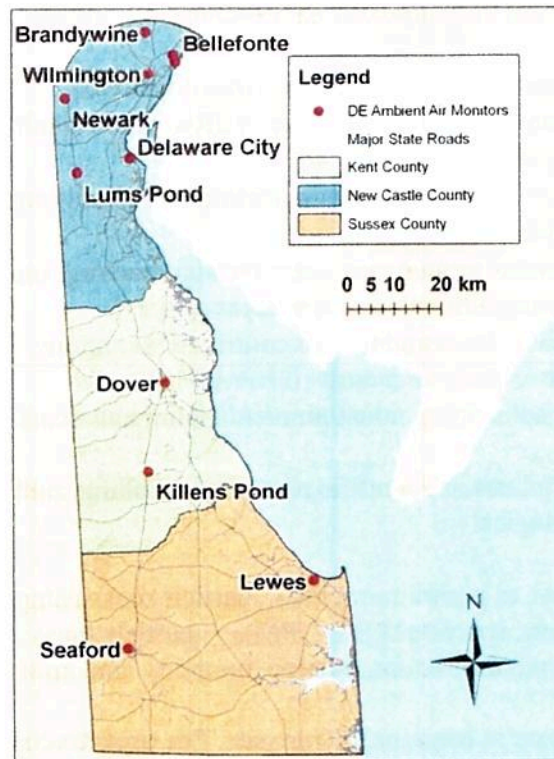 Brandywine
Bellefonte
Wilmington
Newark
Delaware City
Lums Pond
Legend
DE Ambient Air Monitors
Major State Roads
Kent County
New Castle County
Sussex County
0 5 10 20 km
Dover
Killens Pond
Lewes
Seaford
N